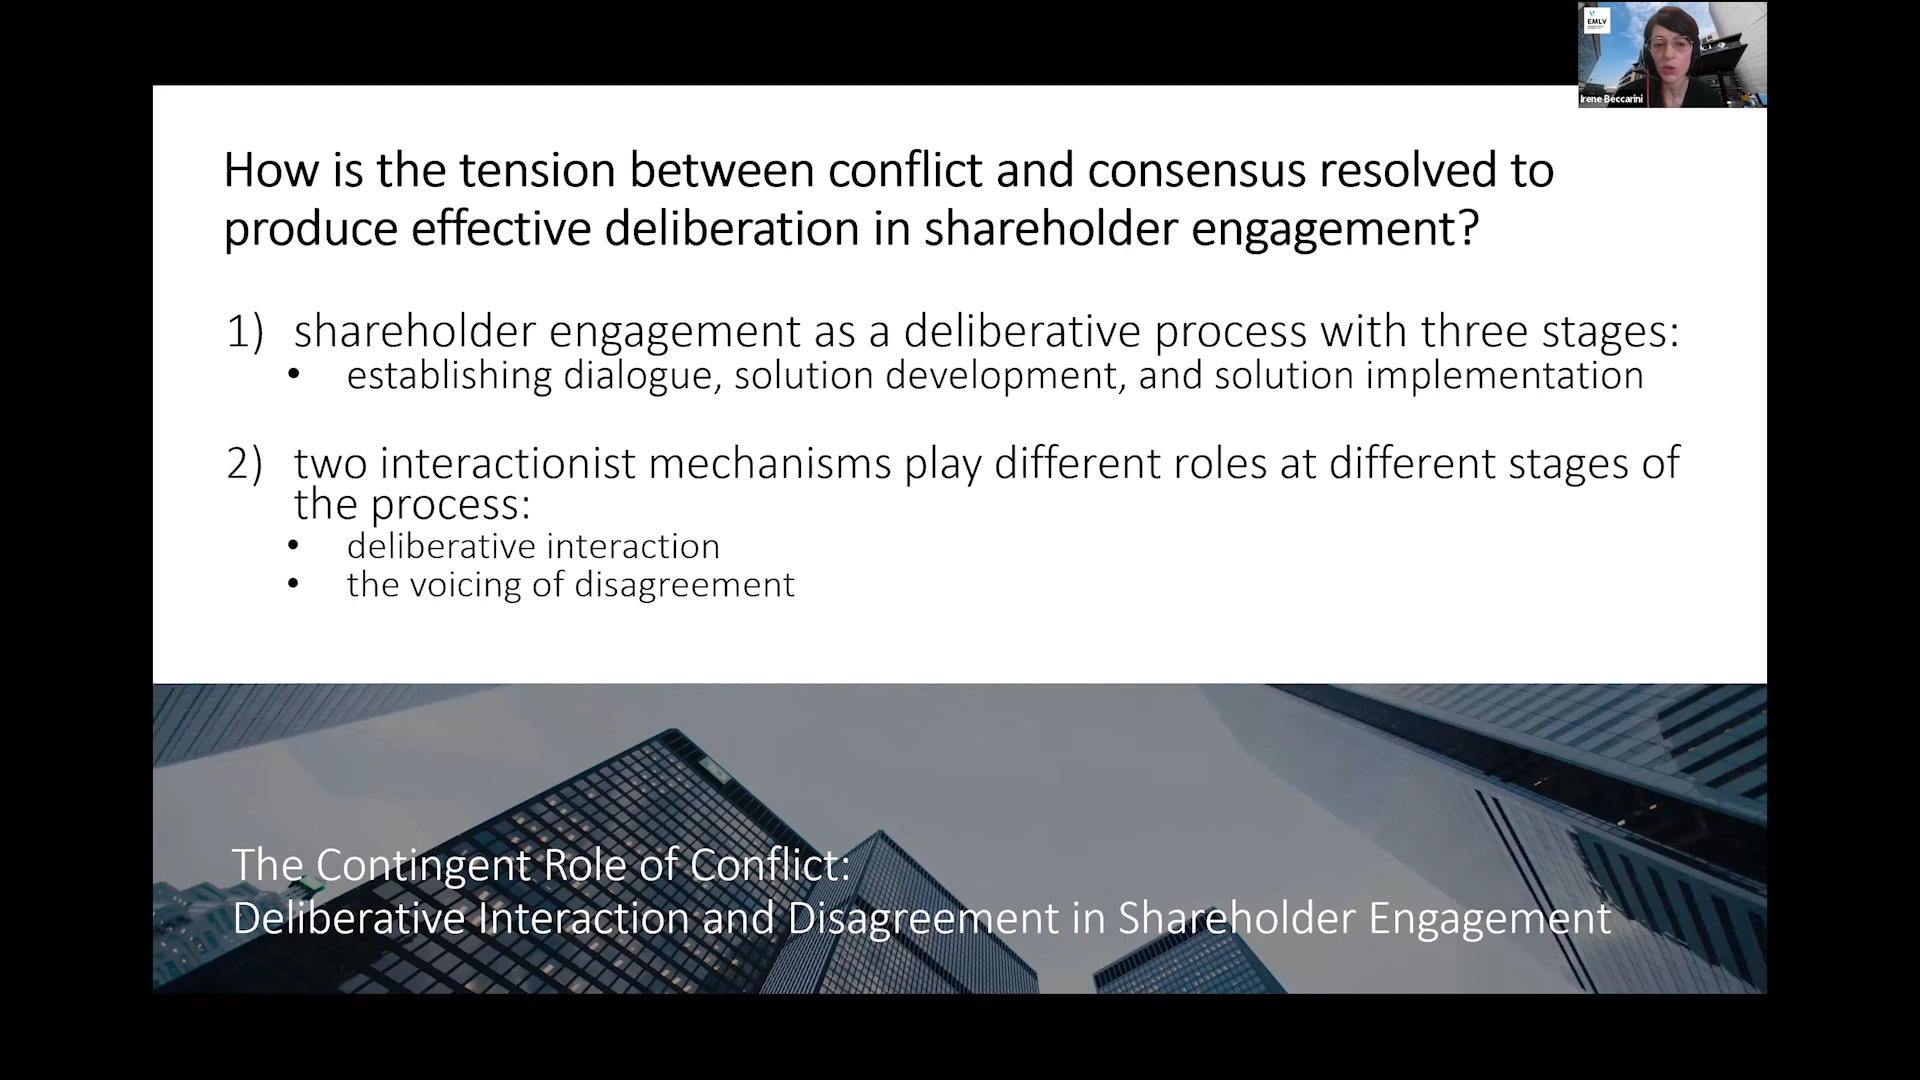 EMLV
Irene Beccarini
How is the tension between conflict and consensus resolved to
produce effective deliberation in shareholder engagement?
1) shareholder engagement as a deliberative process with three stages:
• establishing dialogue, solution development, and solution implementation
2) two interactionist mechanisms play different roles at different stages of
the process:
• deliberative interaction
• the voicing of disagreement
The Contingent Role of Conflict:
Deliberative Interaction and Disagreement in Shareholder Engagement